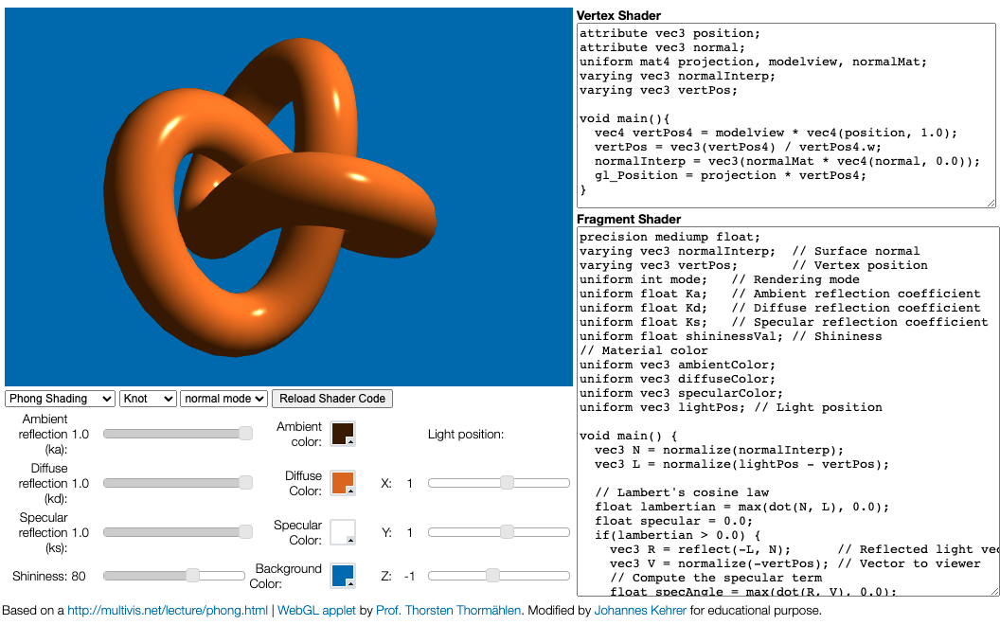 Vertex Shader
attribute vec3 position;
attribute vec3 normal;
uniform mat4 projection, modelview, normalMat;
varying vec3 normalInterp;
varying vec3 vertPos;
void main(){
  vec4 vertPos4 = modelview * vec4(position, 1.0);
  vertPos = vec3(vertPos4) / vertPos4.w;
  normalInterp = vec3(normalMat * vec4(normal, 0.0));
  gl_Position = projection * vertPos4;
}
Fragment Shader
precision mediump float;
varying vec3 normalInterp;  // Surface normal
varying vec3 vertPos;       // Vertex position
uniform int mode;   // Rendering mode
uniform float Ka;   // Ambient reflection coefficient
uniform float Kd;   // Diffuse reflection coefficient
uniform float Ks;   // Specular reflection coefficient
uniform float shininessVal; // Shininess
// Material color
uniform vec3 ambientColor;
uniform vec3 diffuseColor;
uniform vec3 specularColor;
uniform vec3 lightPos; // Light position
void main() {
  vec3 N = normalize(normalInterp);
  vec3 L = normalize(lightPos - vertPos);
  // Lambert's cosine law
  float lambertian = max(dot(N, L), 0.0);
  float specular = 0.0;
  if(lambertian > 0.0) {
    vec3 R = reflect(-L, N);      // Reflected light vec
    vec3 V = normalize(-vertPos); // Vector to viewer
    // Compute the specular term
    float specAngle = max(dot(R, V), 0.0);
Phong Shading Knot normal mode Reload Shader Code
Ambient
reflection 1.0
(ka):
Ambient
color:
Light position:
Diffuse
reflection 1.0
(kd):
Diffuse
Color:
X: 1
Specular
reflection 1.0
(ks):
Specular
Color:
Y: 1
Shininess: 80
Background
Color:
Z: -1
Based on a http://multivis.net/lecture/phong.html | WebGL applet by Prof. Thorsten Thormählen. Modified by Johannes Kehrer for educational purpose.